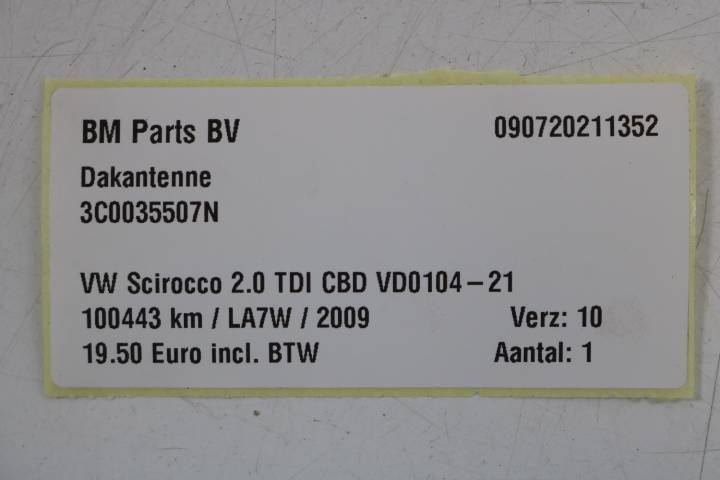 BM Parts BV 090720211352
Dakantenne
3C0035507N
VW Scirocco 2.0 TDI CBD VD0104-21
100443 km / LA7W / 2009 Verz: 10
19.50 Euro incl. BTW Aantal: 1